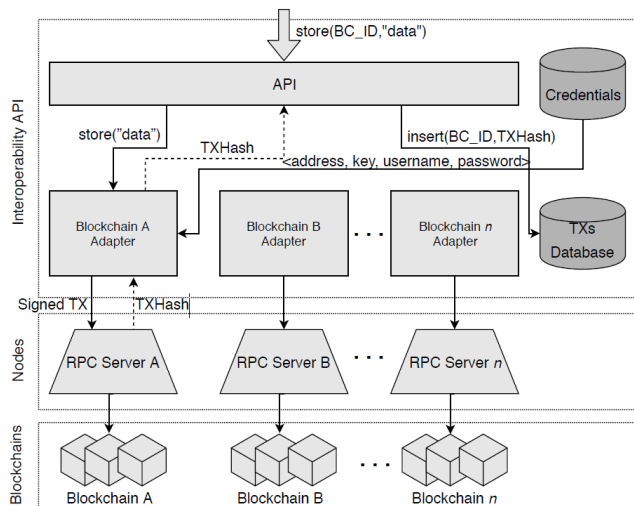 store(BC_ID,"data")
API
Credentials
store("data")
TXHash
insert(BC_ID,TXHash)
<address, key, username, password>
Interoperability API
Blockchain A
Adapter
Blockchain B
Adapter
. . .
Blockchain n
Adapter
TXs
Database
Signed TX
TXHash
Nodes
RPC Server A
RPC Server B
. . .
RPC Server n
Blockchains
. . .
Blockchain A
Blockchain B
Blockchain n